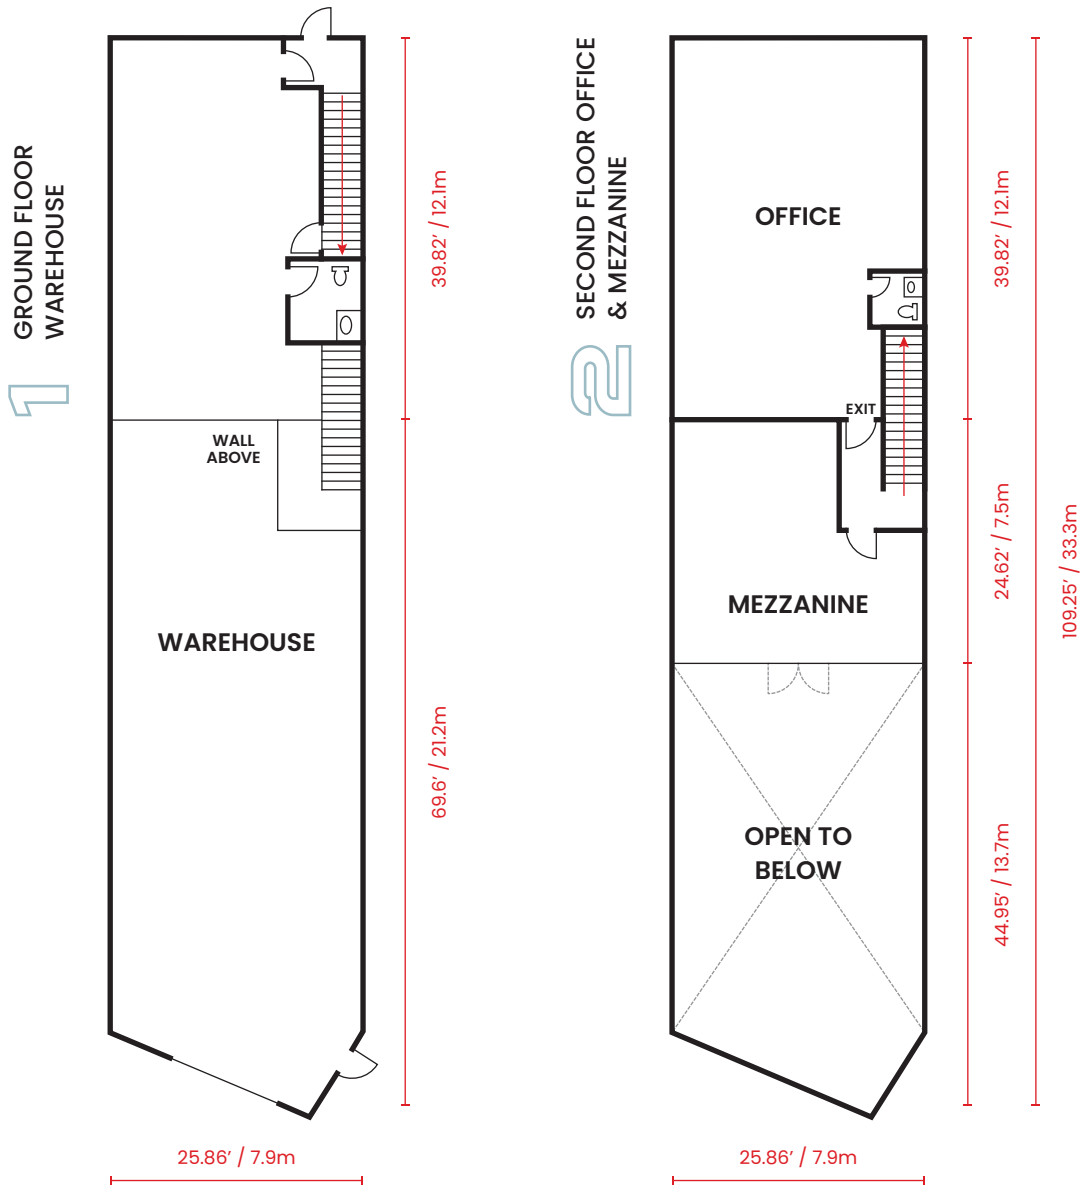 1
GROUND FLOOR
WAREHOUSE
39.82’ / 12.1m
WALL
ABOVE
WAREHOUSE
69.6’ / 21.2m
25.86’ / 7.9m
2
SECOND FLOOR OFFICE
& MEZZANINE
OFFICE
39.82’ / 12.1m
EXIT
24.62’ / 7.5m
109.25’ / 33.3m
MEZZANINE
OPEN TO
BELOW
44.95’ / 13.7m
25.86’ / 7.9m